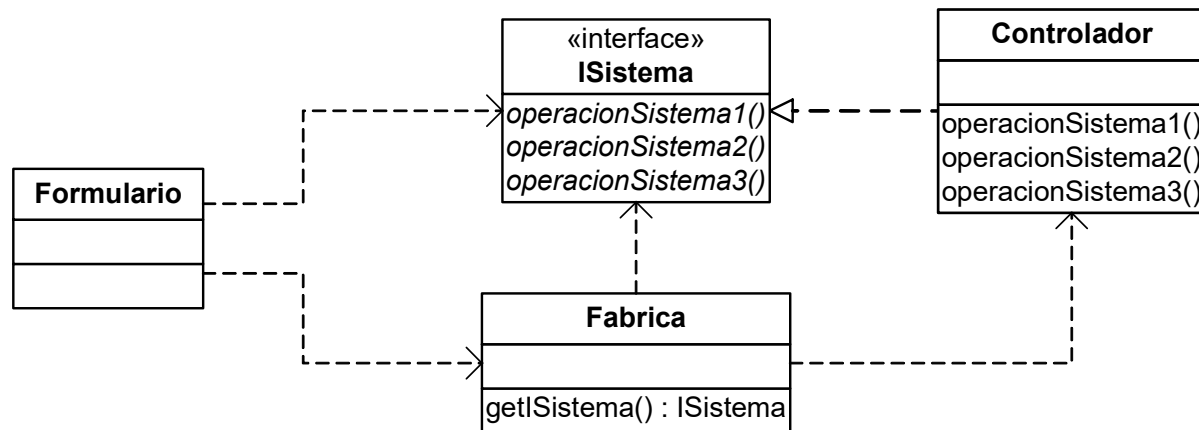 «interface»
ISistema
operacionSistema1()
operacionSistema2()
operacionSistema3()
Controlador
operacionSistema1()
operacionSistema2()
operacionSistema3()
Formulario
Fabrica
getISistema() : ISistema